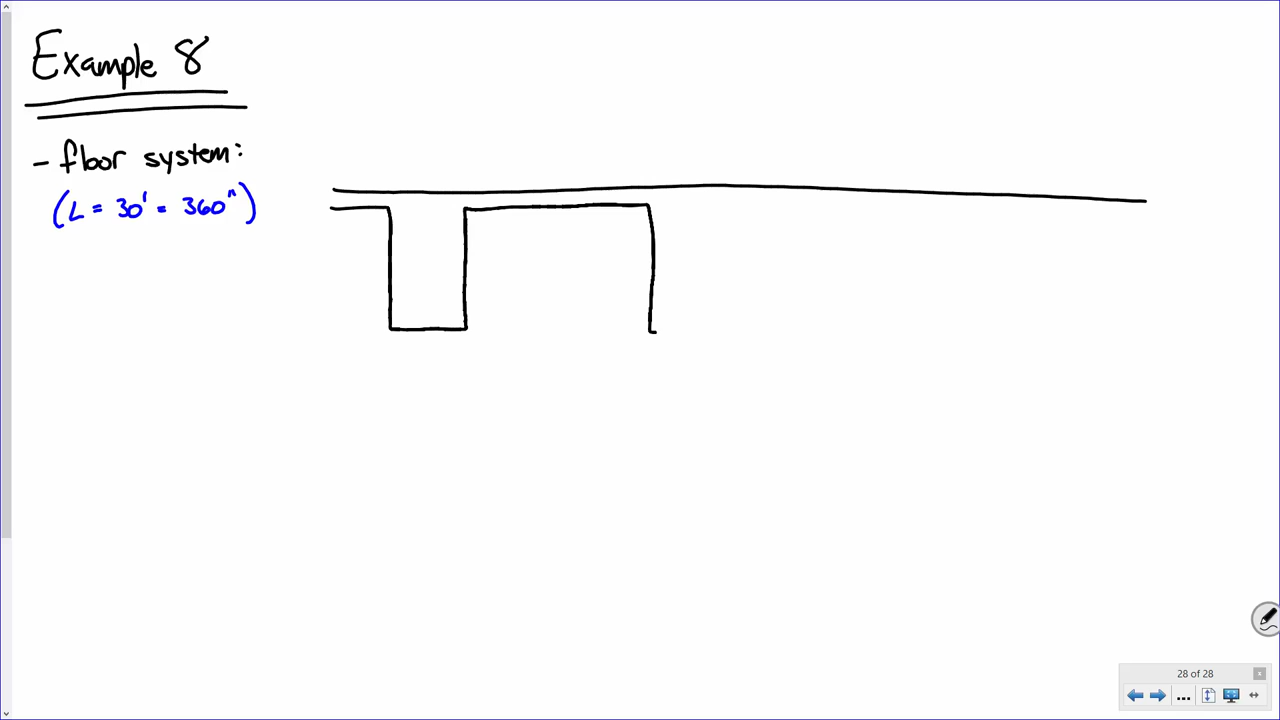 Example 8
- floor system:
(L = 30' = 360")
28 of 28